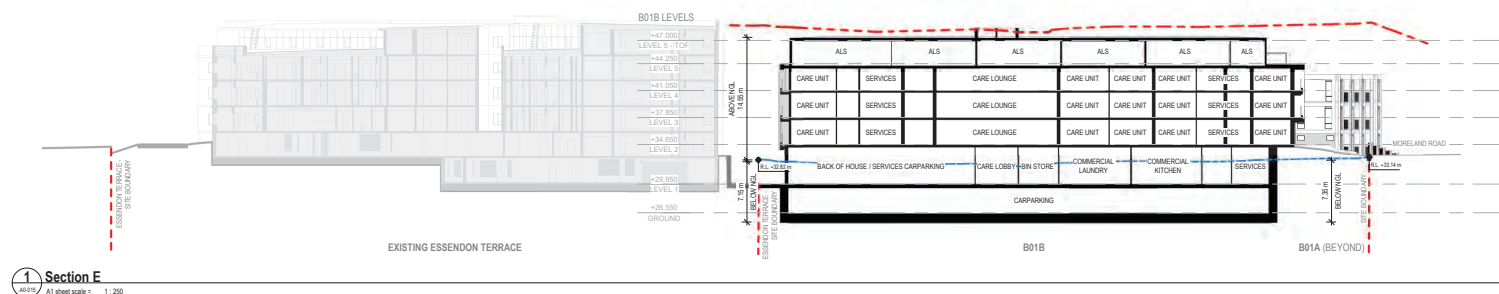 B01B LEVELS
+47.000
LEVEL 5 - TOF
+44.250
LEVEL 5
+41.050
LEVEL 4
+37.850
LEVEL 3
+34.650
LEVEL 2
+29.950
LEVEL 1
+26.550
GROUND
ABOVE NGL
14.65 m
7.15 m
BELOW NGL
ESSENDON TERRACE -
SITE BOUNDARY
ESSENDON TERRACE -
SITE BOUNDARY
ALS ALS ALS ALS ALS ALS
CARE UNIT SERVICES CARE LOUNGE CARE UNIT CARE UNIT CARE UNIT SERVICES CARE UNIT
CARE UNIT SERVICES CARE LOUNGE CARE UNIT CARE UNIT CARE UNIT SERVICES CARE UNIT
CARE UNIT SERVICES CARE LOUNGE CARE UNIT CARE UNIT CARE UNIT SERVICES CARE UNIT
MORELAND ROAD
R.L. +32.82 m
BACK OF HOUSE / SERVICES CARPARKING CARE LOBBY BIN STORE COMMERCIAL
LAUNDRY
COMMERCIAL
KITCHEN
SERVICES
R.L. +33.14 m
CARPARKING
7.35 m
BELOW NGL
SITE BOUNDARY
EXISTING ESSENDON TERRACE
B01B
B01A (BEYOND)
1
A0-015
Section E
A1 sheet scale = 1 : 250